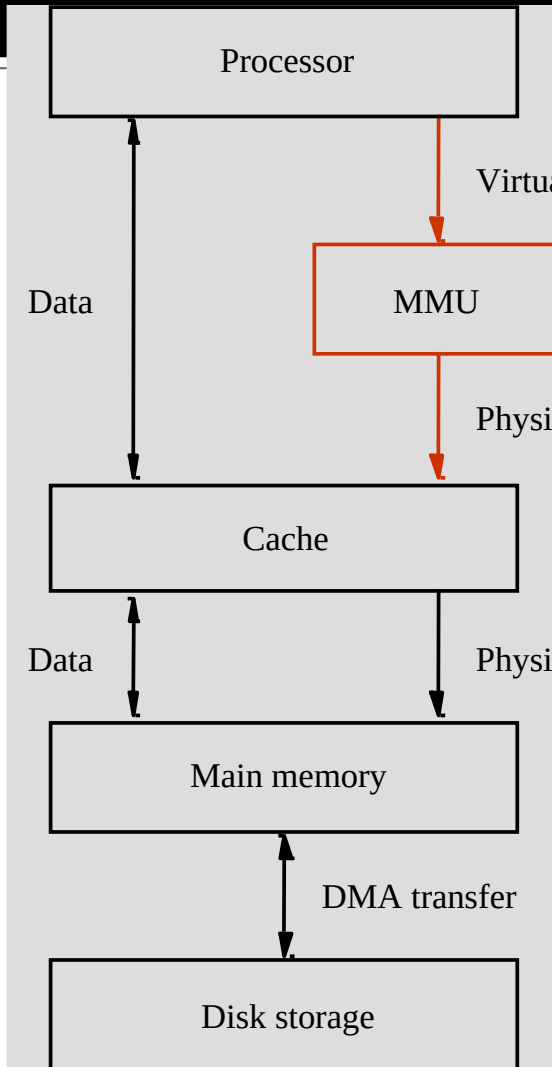 Processor
Virtua
Data
MMU
Physi
Cache
Data
Physi
Main memory
DMA transfer
Disk storage